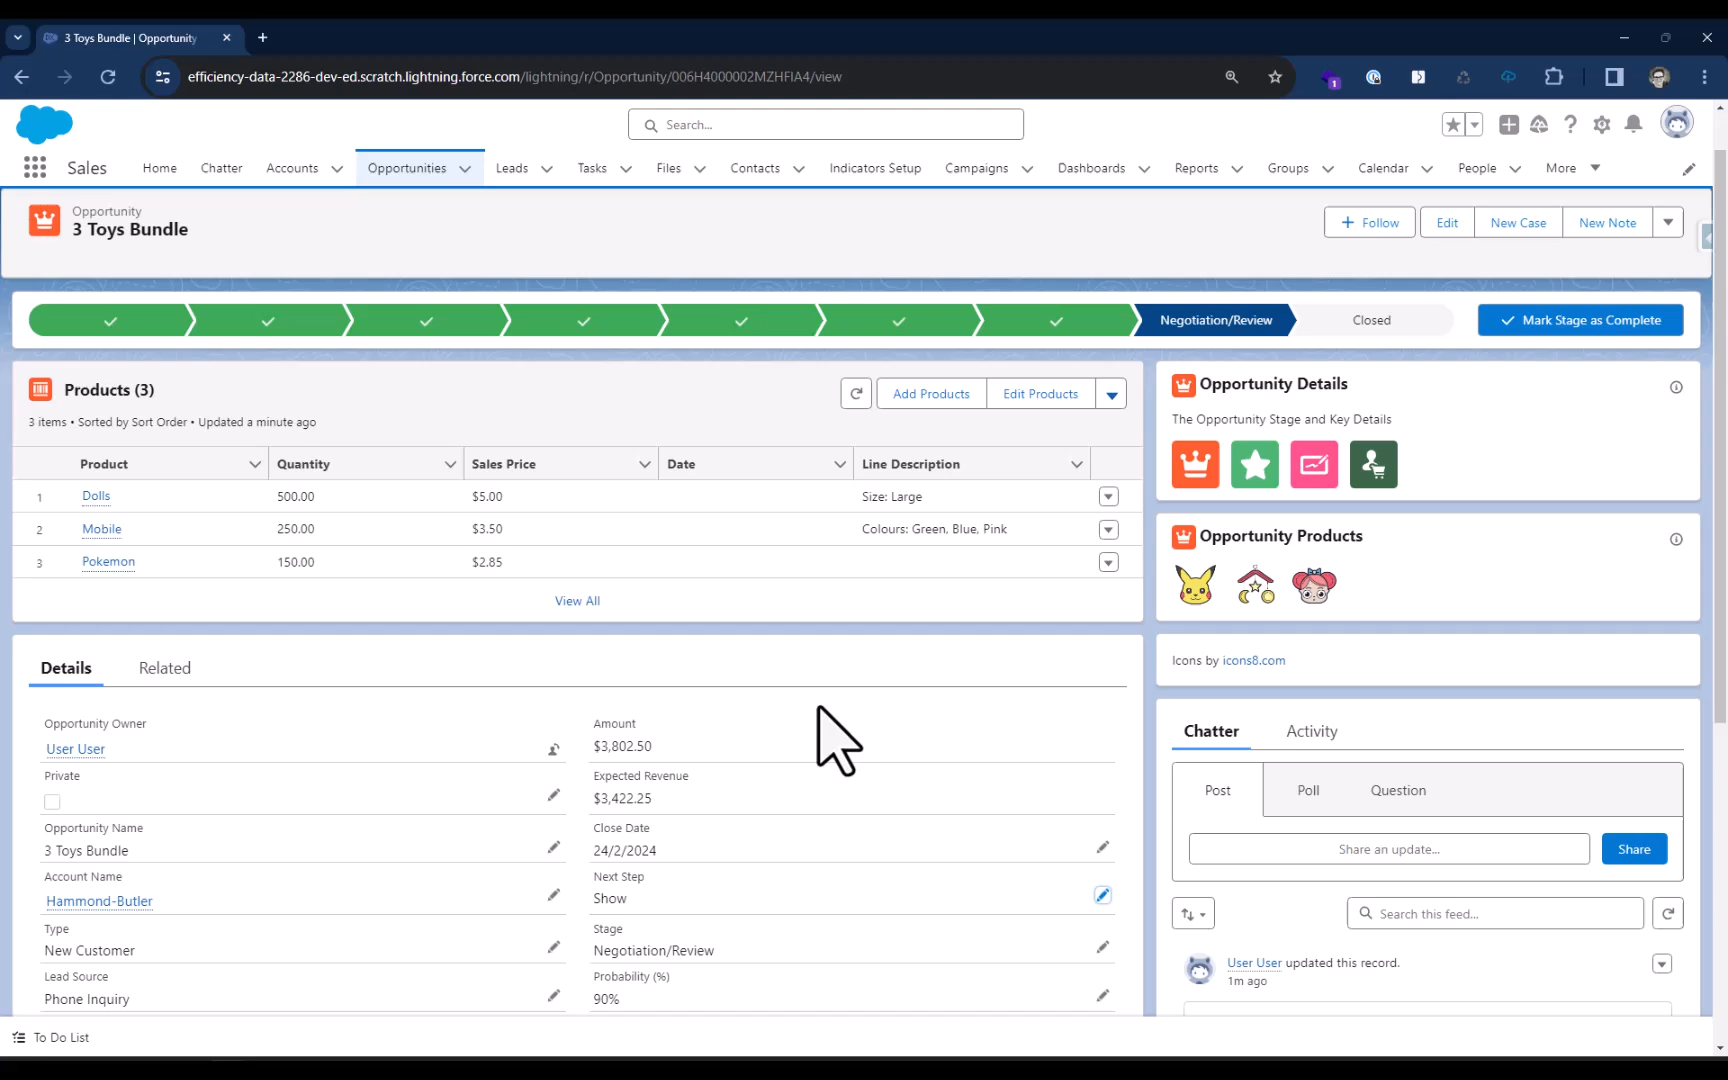 3 Toys Bundle | Opportunity
efficiency-data-2286-dev-ed.scratch.lightning.force.com/lightning/r/Opportunity/006H4000002MZHFIA4/view
1
Search...
Sales
Home
Chatter
Accounts
Opportunities
Leads
Tasks
Files
Contacts
Indicators Setup
Campaigns
Dashboards
Reports
Groups
Calendar
People
More
Opportunity
3 Toys Bundle
+ Follow
Edit
New Case
New Note
Negotiation/Review
Closed
Mark Stage as Complete
Products (3)
Add Products
Edit Products
3 items • Sorted by Sort Order • Updated a minute ago
Product
Quantity
Sales Price
Date
Line Description
1 Dolls 500.00 $5.00 Size: Large
2 Mobile 250.00 $3.50 Colours: Green, Blue, Pink
3 Pokemon 150.00 $2.85
View All
Opportunity Details
The Opportunity Stage and Key Details
Opportunity Products
Icons by icons8.com
Details
Related
Opportunity Owner
User User
Private
Opportunity Name
3 Toys Bundle
Account Name
Hammond-Butler
Type
New Customer
Lead Source
Phone Inquiry
Amount
$3,802.50
Expected Revenue
$3,422.25
Close Date
24/2/2024
Next Step
Show
Stage
Negotiation/Review
Probability (%)
90%
Chatter
Activity
Post
Poll
Question
Share an update...
Share
Search this feed...
User User updated this record.
1m ago
To Do List